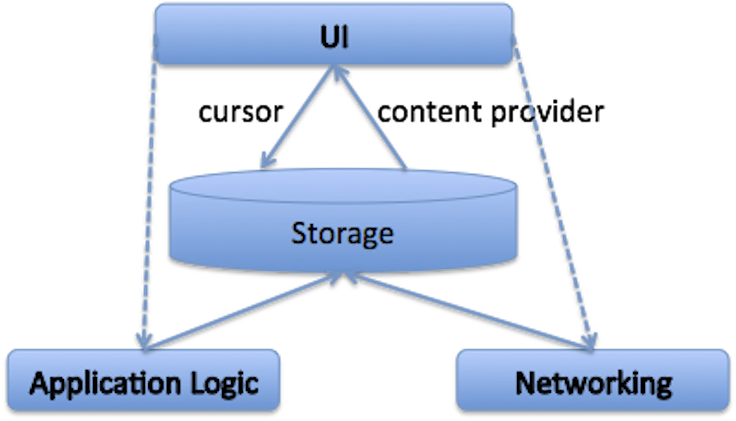 UI
cursor
content provider
Storage
Application Logic
Networking